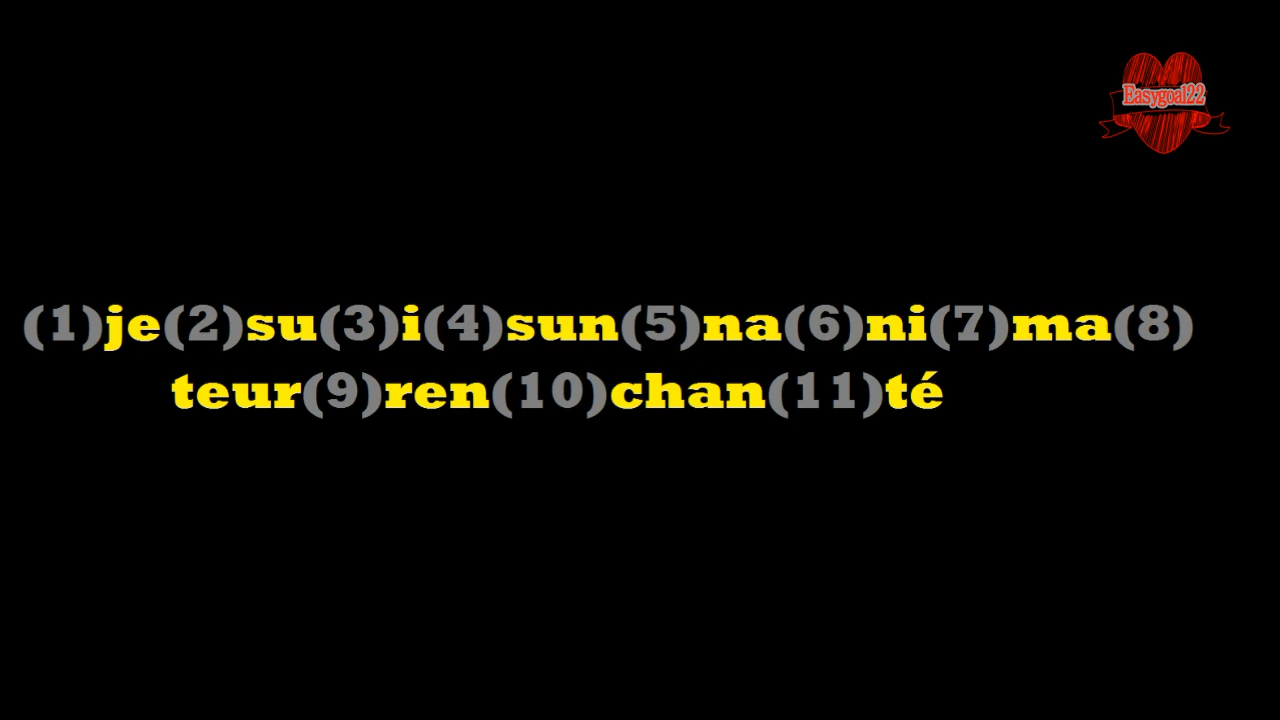 Easygoal22
(1)je(2)su(3)i(4)sun(5)na(6)ni(7)ma(8)
teur(9)ren(10)chan(11)té